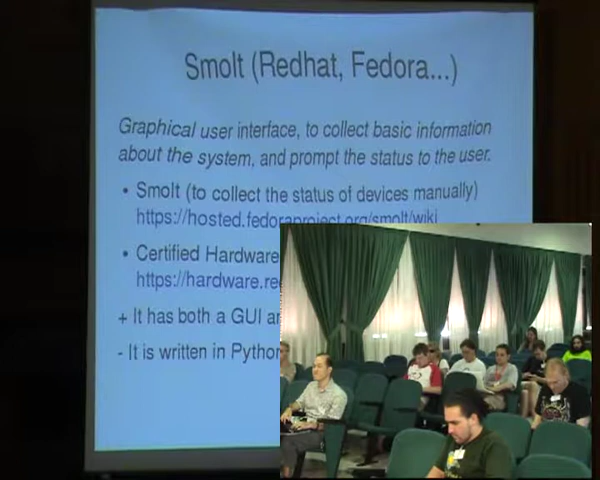 Smolt (Redhat, Fedora...)
Graphical user interface, to collect basic information
about the system, and prompt the status to the user.
• Smolt (to collect the status of devices manually)
https://hosted.fedoraproject.org/smolt/wiki
• Certified Hardware
https://hardware.re
+ It has both a GUI an
- It is written in Python